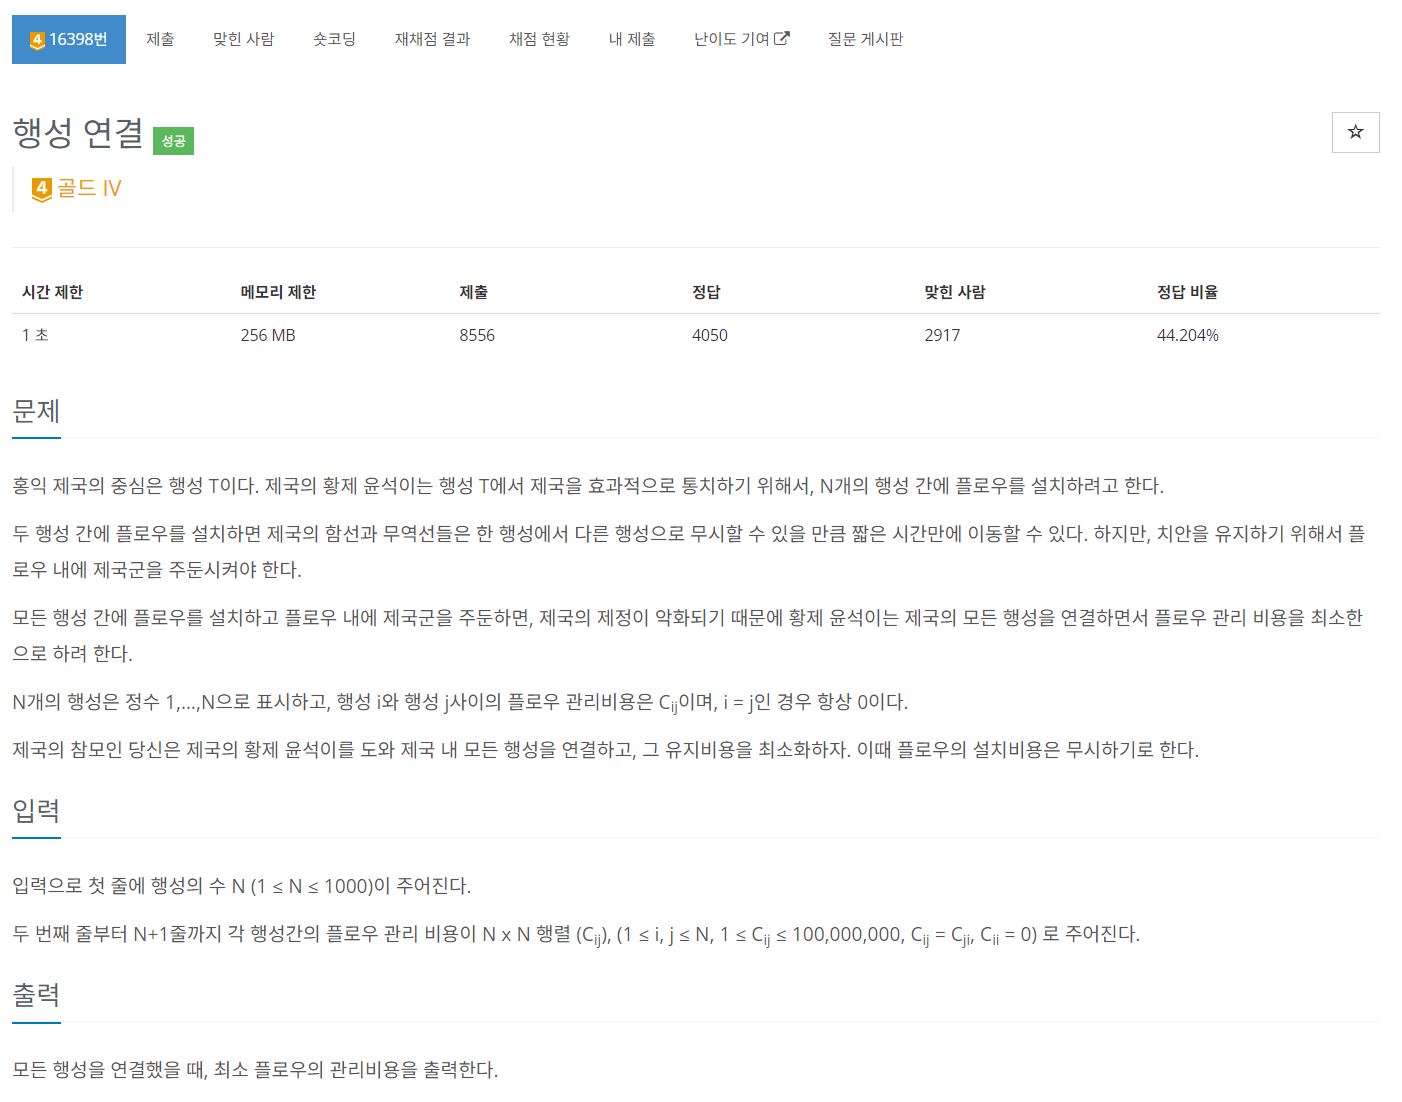 4 16398번 제출 맞힌 사람 숏코딩 재채점 결과 채점 현황 내 제출 난이도 기여 질문 게시판
행성 연결 성공
4 골드 IV
시간 제한 메모리 제한 제출 정답 맞힌 사람 정답 비율
1 초 256 MB 8556 4050 2917 44.204%
문제
홍익 제국의 중심은 행성 T이다. 제국의 황제 윤석이는 행성 T에서 제국을 효과적으로 통치하기 위해서, N개의 행성 간에 플로우를 설치하려고 한다.
두 행성 간에 플로우를 설치하면 제국의 함선과 무역선들은 한 행성에서 다른 행성으로 무시할 수 있을 만큼 짧은 시간만에 이동할 수 있다. 하지만, 치안을 유지하기 위해서 플
로우 내에 제국군을 주둔시켜야 한다.
모든 행성 간에 플로우를 설치하고 플로우 내에 제국군을 주둔하면, 제국의 제정이 악화되기 때문에 황제 윤석이는 제국의 모든 행성을 연결하면서 플로우 관리 비용을 최소한
으로 하려 한다.
N개의 행성은 정수 1,…,N으로 표시하고, 행성 i와 행성 j사이의 플로우 관리비용은 Cij이며, i = j인 경우 항상 0이다.
제국의 참모인 당신은 제국의 황제 윤석이를 도와 제국 내 모든 행성을 연결하고, 그 유지비용을 최소화하자. 이때 플로우의 설치비용은 무시하기로 한다.
입력
입력으로 첫 줄에 행성의 수 N (1 ≤ N ≤ 1000)이 주어진다.
두 번째 줄부터 N+1줄까지 각 행성간의 플로우 관리 비용이 N x N 행렬 (Cij), (1 ≤ i, j ≤ N, 1 ≤ Cij ≤ 100,000,000, Cij = Cji, Cii = 0) 로 주어진다.
출력
모든 행성을 연결했을 때, 최소 플로우의 관리비용을 출력한다.